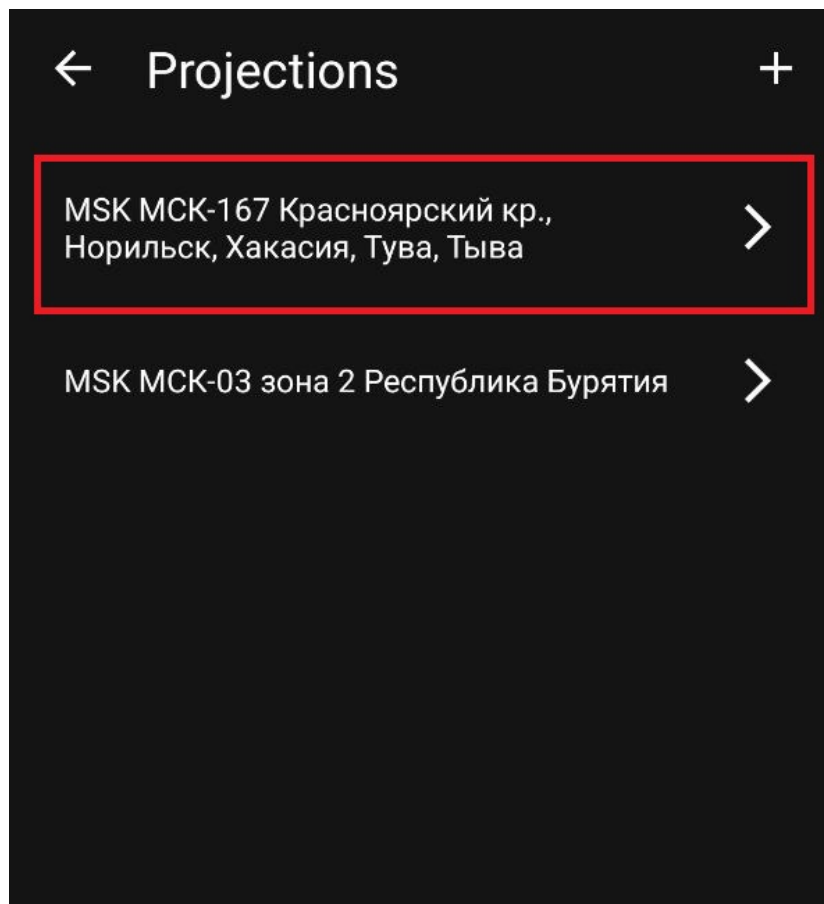 Projections
MSK МСК-167 Красноярский кр.,
Норильск, Хакасия, Тува, Тыва
MSK МСК-03 зона 2 Республика Бурятия